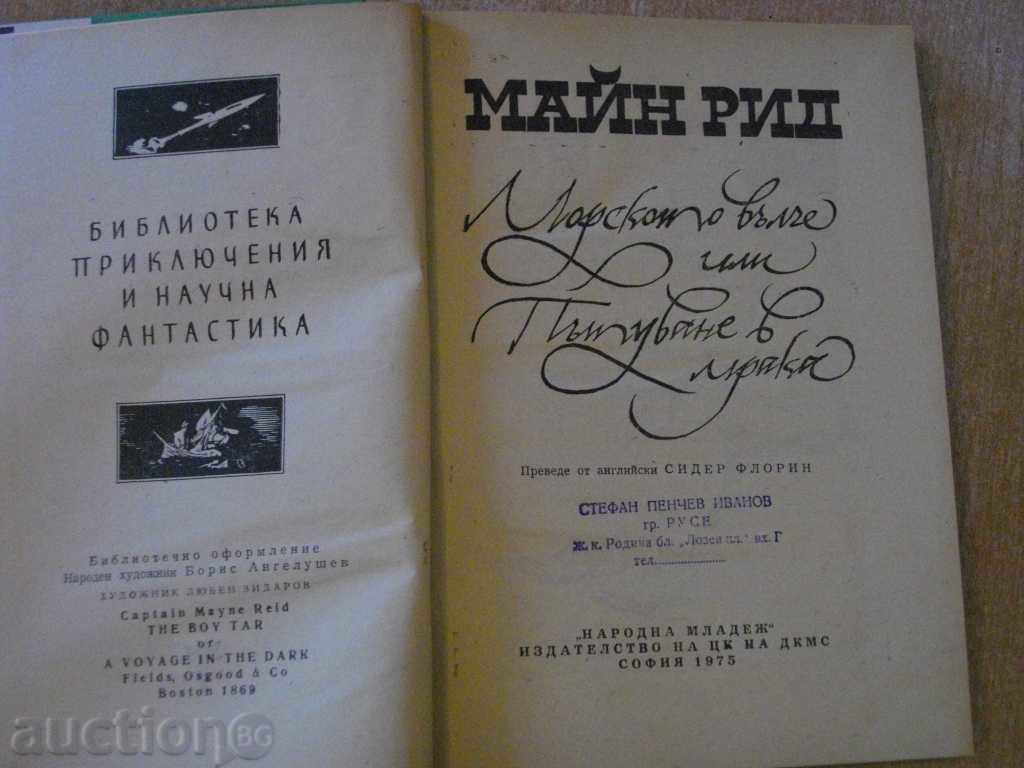 БИБЛИОТЕКА
ПРИКЛЮЧЕНИЯ
И НАУЧНА
ФАНТАСТИКА
Библиотечно оформление
Народен художник Борис Ангелушев
ХУДОЖНИК ЛЮБЕН ЗИДАРОВ
Captain Mayne Reid
THE BOY TAR
or
A VOYAGE IN THE DARK
Fields, Osgood & Co
Boston 1869
МАЙН РИД
Морското вълче
или
Пътуване в
мрака
Преведе от английски СИДЕР ФЛОРИН
СТЕФАН ПЕНЧЕВ ИВАНОВ
гр. РУСЕ
ж. к. Родина бл. „Лозен пл.“ вх. Г
тел.
„НАРОДНА МЛАДЕЖ“
ИЗДАТЕЛСТВО НА ЦК НА ДКМС
СОФИЯ 1975
auction BG